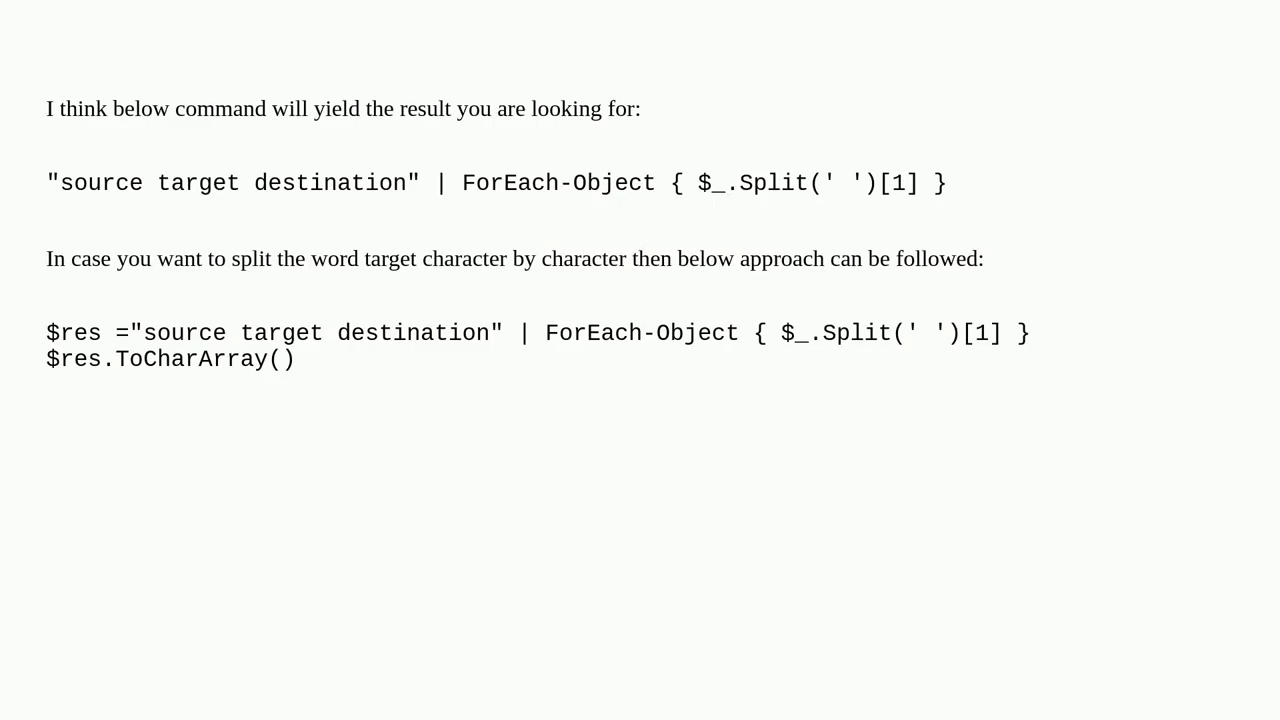 I think below command will yield the result you are looking for:
"source target destination" | ForEach-Object { $_.Split(' ')[1] }
In case you want to split the word target character by character then below approach can be followed:
$res ="source target destination" | ForEach-Object { $_.Split(' ')[1] }
$res.ToCharArray()